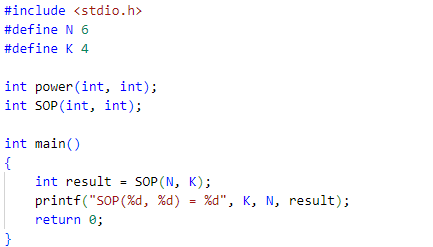 #include <stdio.h>
#define N 6
#define K 4
int power(int, int);
int SOP(int, int);
int main()
{
int result = SOP(N, K);
printf("SOP(%d, %d) = %d", K, N, result);
return 0;
}